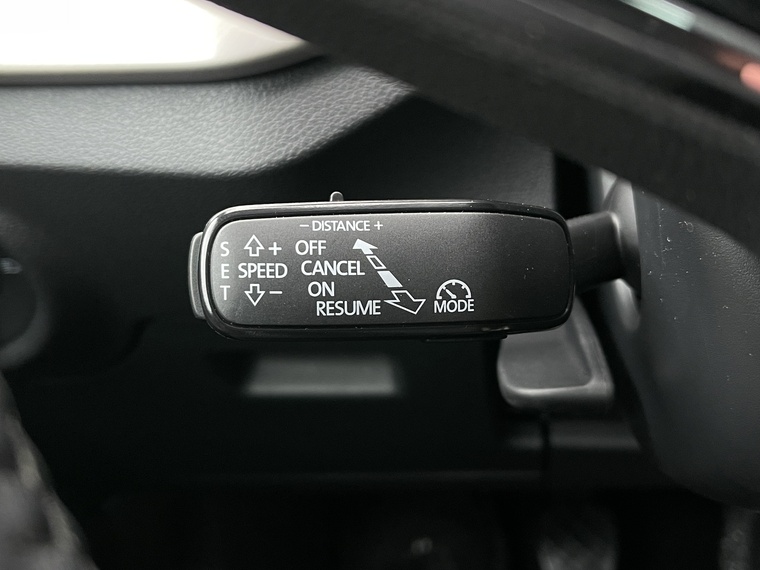 − DISTANCE +
S
E
T
+
SPEED
−
OFF
CANCEL
ON
RESUME
MODE